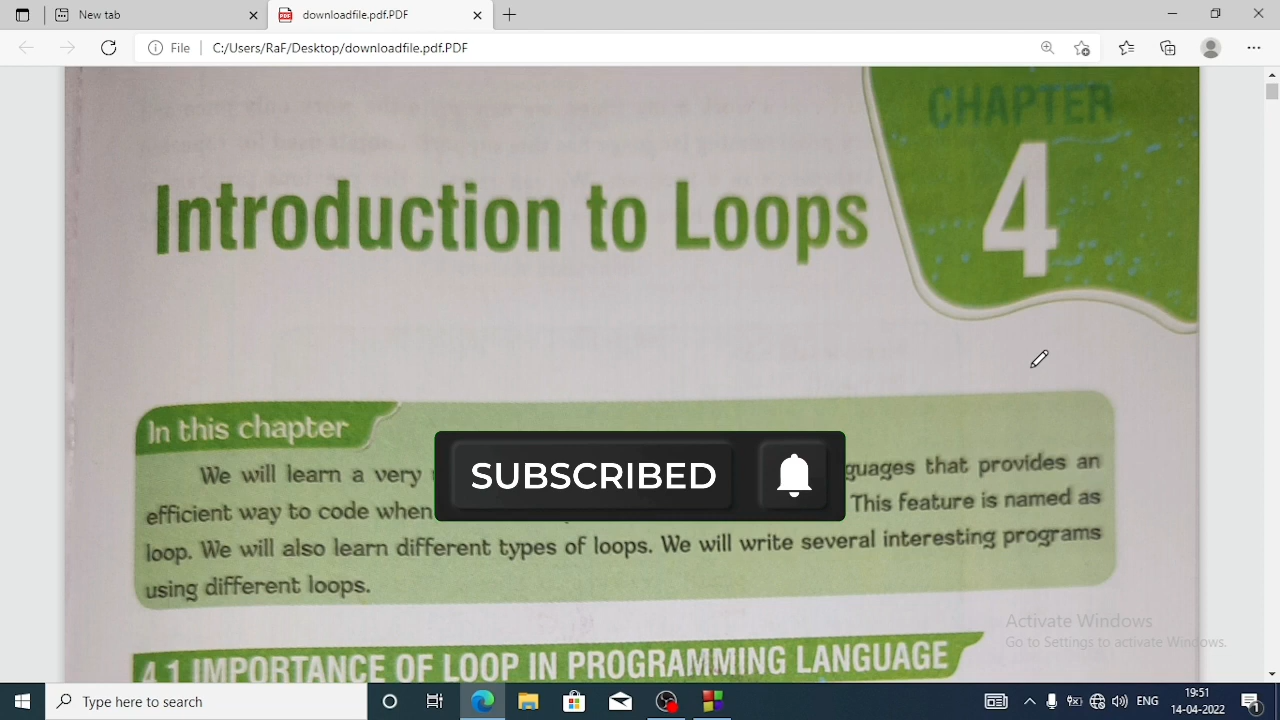 New tab
downloadfile.pdf.PDF
File
C:/Users/RaF/Desktop/downloadfile.pdf.PDF
CHAPTER
4
Introduction to Loops
In this chapter
We will learn a very
guages that provides an
efficient way to code when
This feature is named as
SUBSCRIBED
loop. We will also learn different types of loops. We will write several interesting programs
using different loops.
4.1 IMPORTANCE OF LOOP IN PROGRAMMING LANGUAGE
Activate Windows
Go to Settings to activate Windows.
Type here to search
ENG
19:51
14-04-2022
1